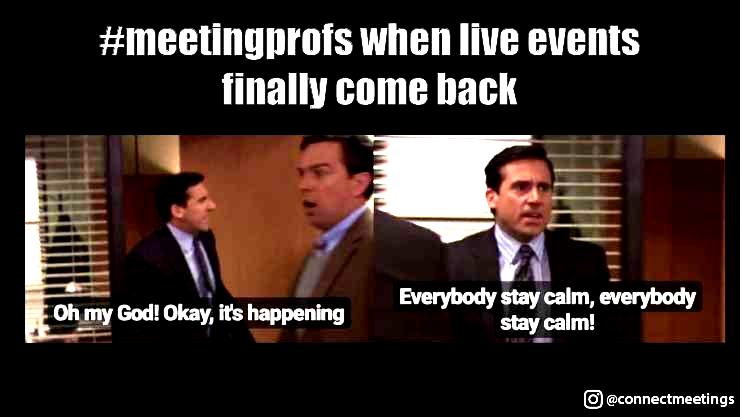 #meetingprofs when live events
finally come back
Oh my God! Okay, it's happening
Everybody stay calm, everybody
stay calm!
@connectmeetings